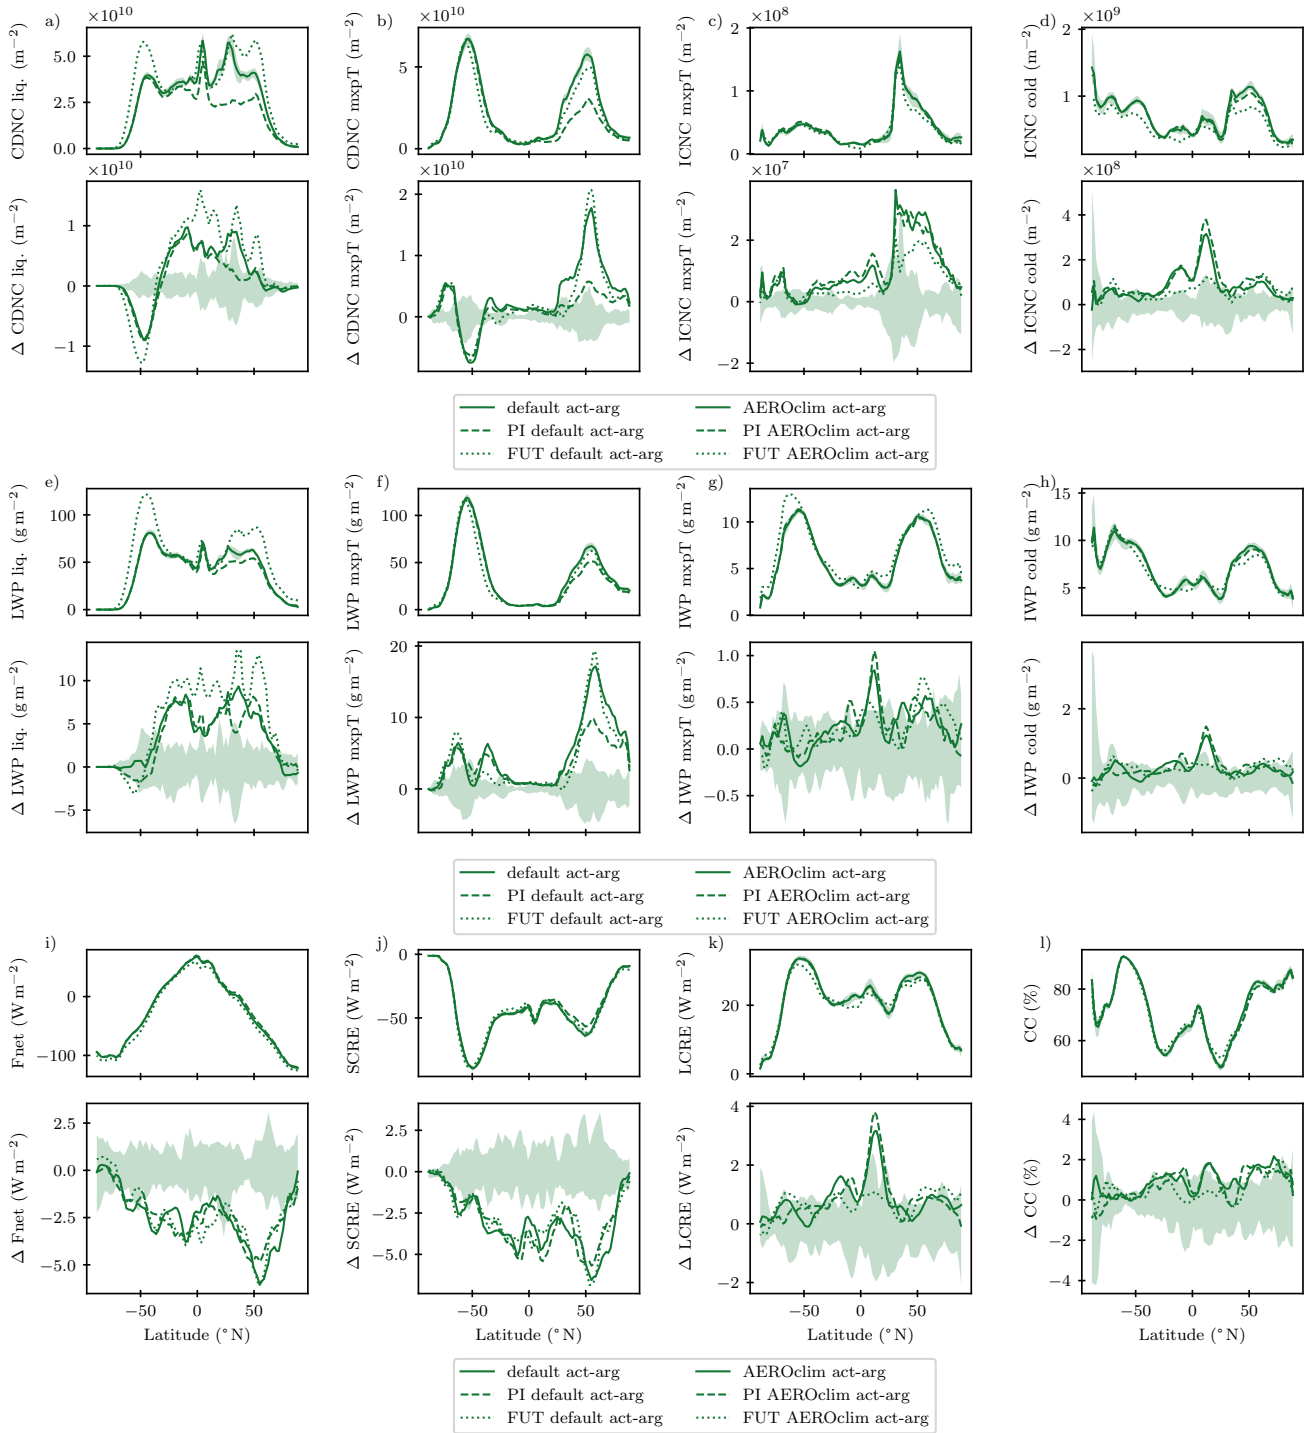 a) ×10^10 b) ×10^10 c) ×10^8 d) ×10^9
CDNC liq. (m−2)
5.0
2.5
0.0
CDNC mxpT (m−2)
5
0
ICNC mxpT (m−2)
3
2
1
0
ICNC cold (m−2)
2
1
0
×10^10 ×10^10 ×10^7 ×10^8
Δ CDNC liq. (m−2)
1
0
−1
−50 0 50
Δ CDNC mxpT (m−2)
2
1
0
Δ ICNC mxpT (m−2)
2
0
−2
Δ ICNC cold (m−2)
4
2
0
−2
default act-arg AEROclim act-arg
PI default act-arg PI AEROclim act-arg
FUT default act-arg FUT AEROclim act-arg
e) f) g) h)
LWP liq. (g m−2)
100
50
0
LWP mxpT (g m−2)
100
50
0
IWP mxpT (g m−2)
10
5
0
IWP cold (g m−2)
15
10
5
Δ LWP liq. (g m−2)
10
5
0
−5
Δ LWP mxpT (g m−2)
20
10
0
Δ IWP mxpT (g m−2)
1.0
0.5
0.0
−0.5
Δ IWP cold (g m−2)
2
0
default act-arg AEROclim act-arg
PI default act-arg PI AEROclim act-arg
FUT default act-arg FUT AEROclim act-arg
i) j) k) l)
Fnet (W m−2)
0
−100
SCRE (W m−2)
0
−50
LCRE (W m−2)
20
0
CC (%)
80
60
Δ Fnet (W m−2)
2.5
0.0
−2.5
−5.0
Δ SCRE (W m−2)
2.5
0.0
−2.5
−5.0
Δ LCRE (W m−2)
4
2
0
−2
Δ CC (%)
4
2
0
−2
−4
−50 0 50 −50 0 50 −50 0 50 −50 0 50
Latitude (°N) Latitude (°N) Latitude (°N) Latitude (°N)
default act-arg AEROclim act-arg
PI default act-arg PI AEROclim act-arg
FUT default act-arg FUT AEROclim act-arg